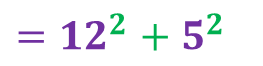 = 12² + 5²